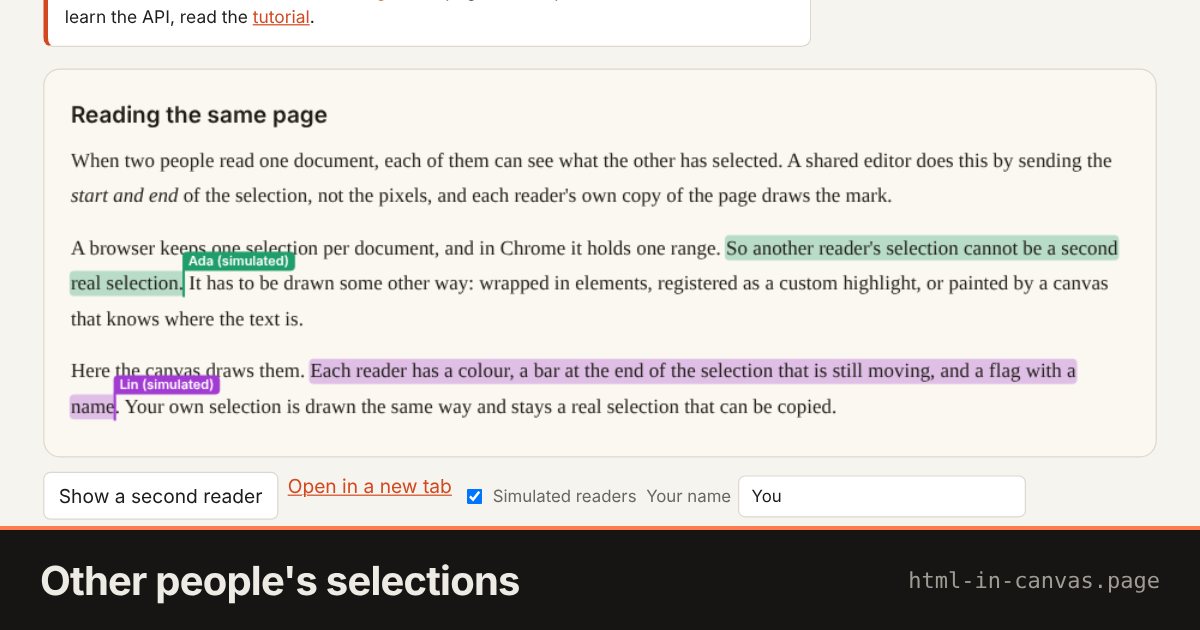 learn the API, read the tutorial.
Reading the same page
When two people read one document, each of them can see what the other has selected. A shared editor does this by sending the
start and end of the selection, not the pixels, and each reader's own copy of the page draws the mark.
A browser keeps one selection per document, and in Chrome it holds one range. So another reader's selection cannot be a second
Ada (simulated)
real selection. It has to be drawn some other way: wrapped in elements, registered as a custom highlight, or painted by a canvas
that knows where the text is.
Here the canvas draws them. Each reader has a colour, a bar at the end of the selection that is still moving, and a flag with a
Lin (simulated)
name. Your own selection is drawn the same way and stays a real selection that can be copied.
Show a second reader Open in a new tab Simulated readers Your name You
Other people's selections html-in-canvas.page